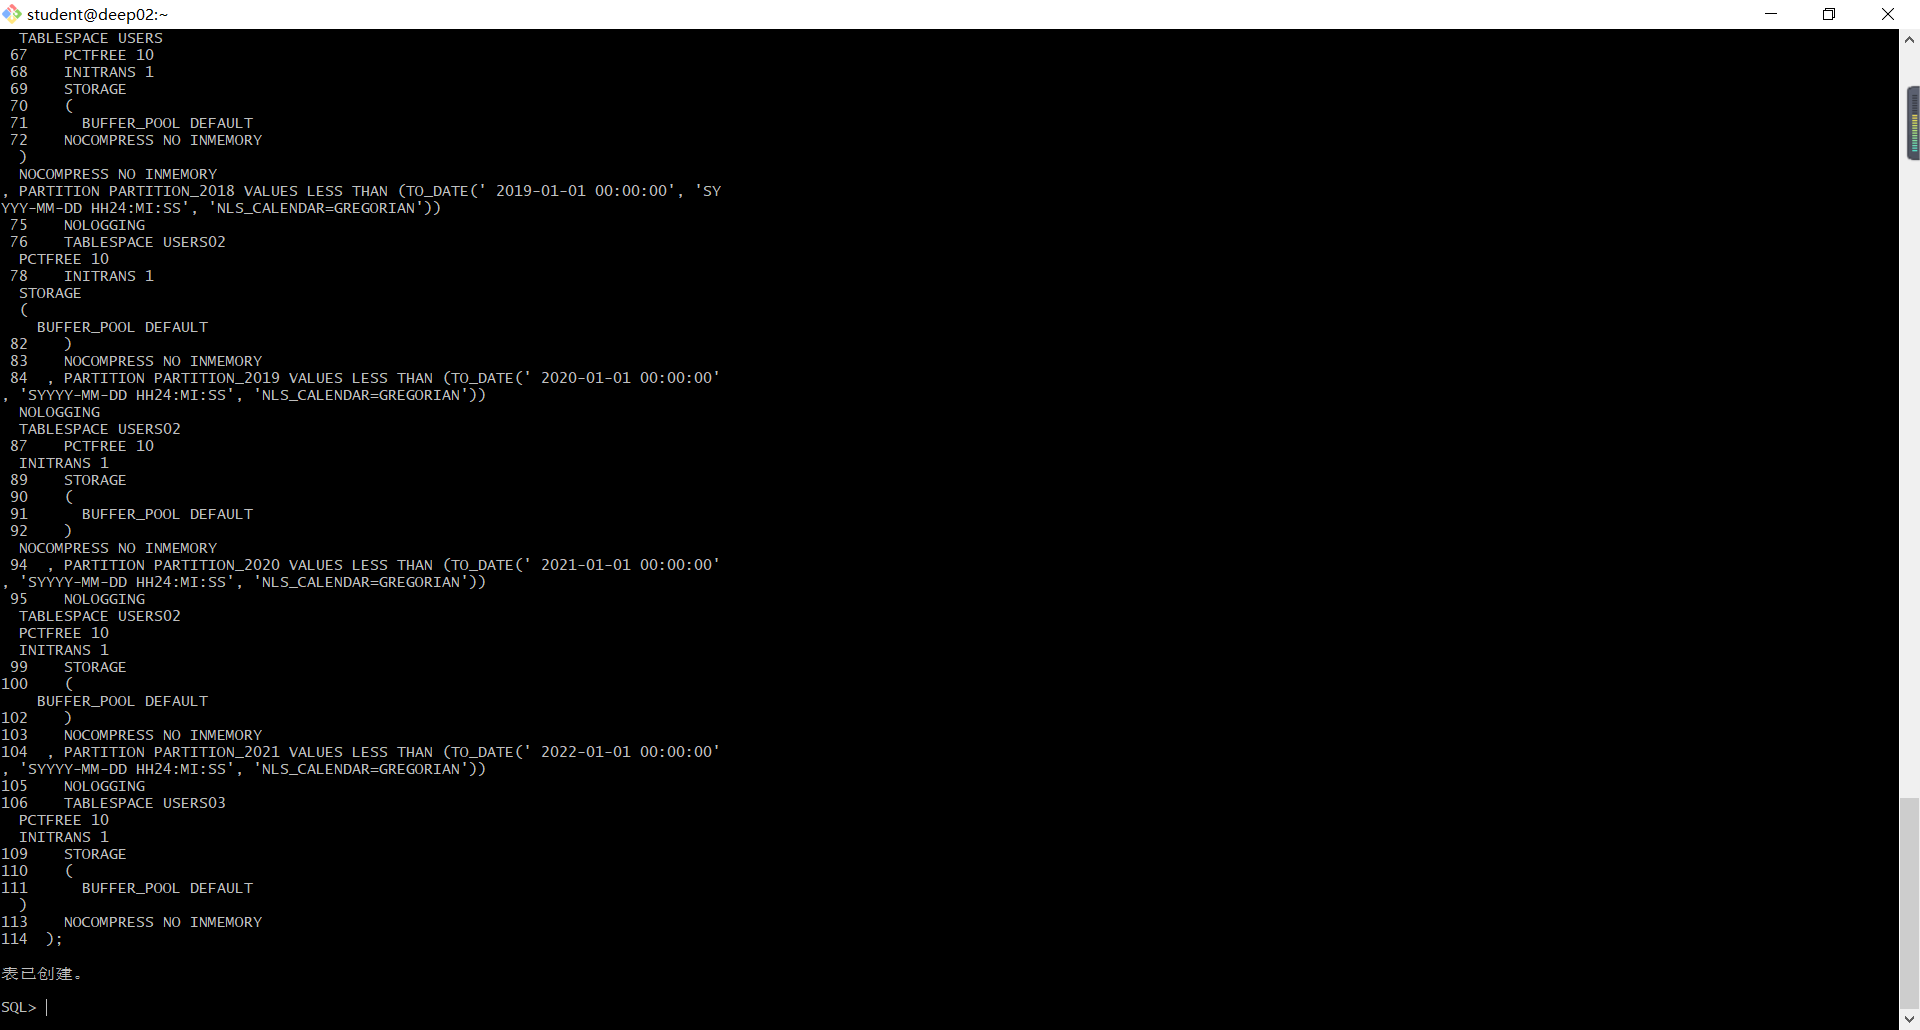 student@deep02:~
  TABLESPACE USERS
 67    PCTFREE 10
 68    INITRANS 1
 69    STORAGE
 70    (
 71      BUFFER_POOL DEFAULT
 72    NOCOMPRESS NO INMEMORY
  )
  NOCOMPRESS NO INMEMORY
, PARTITION PARTITION_2018 VALUES LESS THAN (TO_DATE(' 2019-01-01 00:00:00', 'SY
YYY-MM-DD HH24:MI:SS', 'NLS_CALENDAR=GREGORIAN'))
 75    NOLOGGING
 76    TABLESPACE USERS02
  PCTFREE 10
 78    INITRANS 1
  STORAGE
  (
    BUFFER_POOL DEFAULT
 82    )
 83    NOCOMPRESS NO INMEMORY
 84  , PARTITION PARTITION_2019 VALUES LESS THAN (TO_DATE(' 2020-01-01 00:00:00'
, 'SYYYY-MM-DD HH24:MI:SS', 'NLS_CALENDAR=GREGORIAN'))
  NOLOGGING
  TABLESPACE USERS02
 87    PCTFREE 10
  INITRANS 1
 89    STORAGE
 90    (
 91      BUFFER_POOL DEFAULT
 92    )
  NOCOMPRESS NO INMEMORY
 94  , PARTITION PARTITION_2020 VALUES LESS THAN (TO_DATE(' 2021-01-01 00:00:00'
, 'SYYYY-MM-DD HH24:MI:SS', 'NLS_CALENDAR=GREGORIAN'))
 95    NOLOGGING
  TABLESPACE USERS02
  PCTFREE 10
  INITRANS 1
 99    STORAGE
100    (
    BUFFER_POOL DEFAULT
102    )
103    NOCOMPRESS NO INMEMORY
104  , PARTITION PARTITION_2021 VALUES LESS THAN (TO_DATE(' 2022-01-01 00:00:00'
, 'SYYYY-MM-DD HH24:MI:SS', 'NLS_CALENDAR=GREGORIAN'))
105    NOLOGGING
106    TABLESPACE USERS03
  PCTFREE 10
  INITRANS 1
109    STORAGE
110    (
111      BUFFER_POOL DEFAULT
  )
113    NOCOMPRESS NO INMEMORY
114  );
表已创建。
SQL>